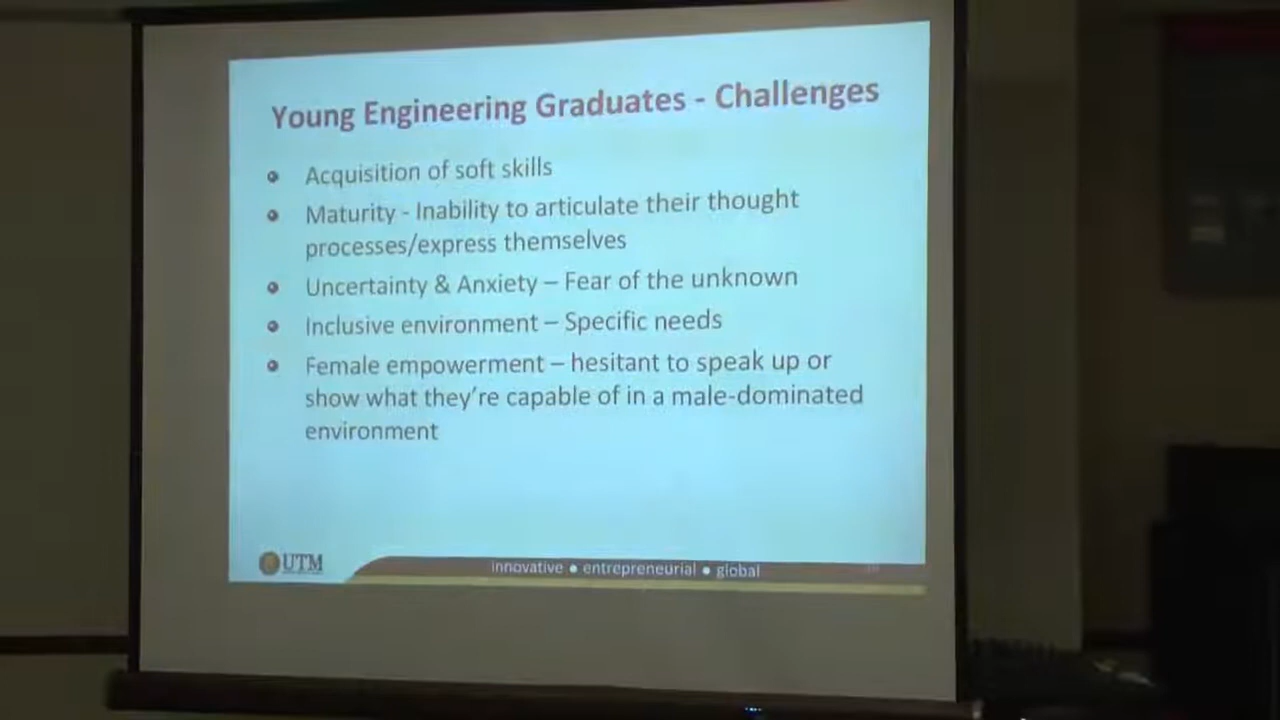 Young Engineering Graduates - Challenges
Acquisition of soft skills
Maturity - Inability to articulate their thought
processes/express themselves
Uncertainty & Anxiety – Fear of the unknown
Inclusive environment – Specific needs
Female empowerment – hesitant to speak up or
show what they're capable of in a male-dominated
environment
UTM
innovative ● entrepreneurial ● global